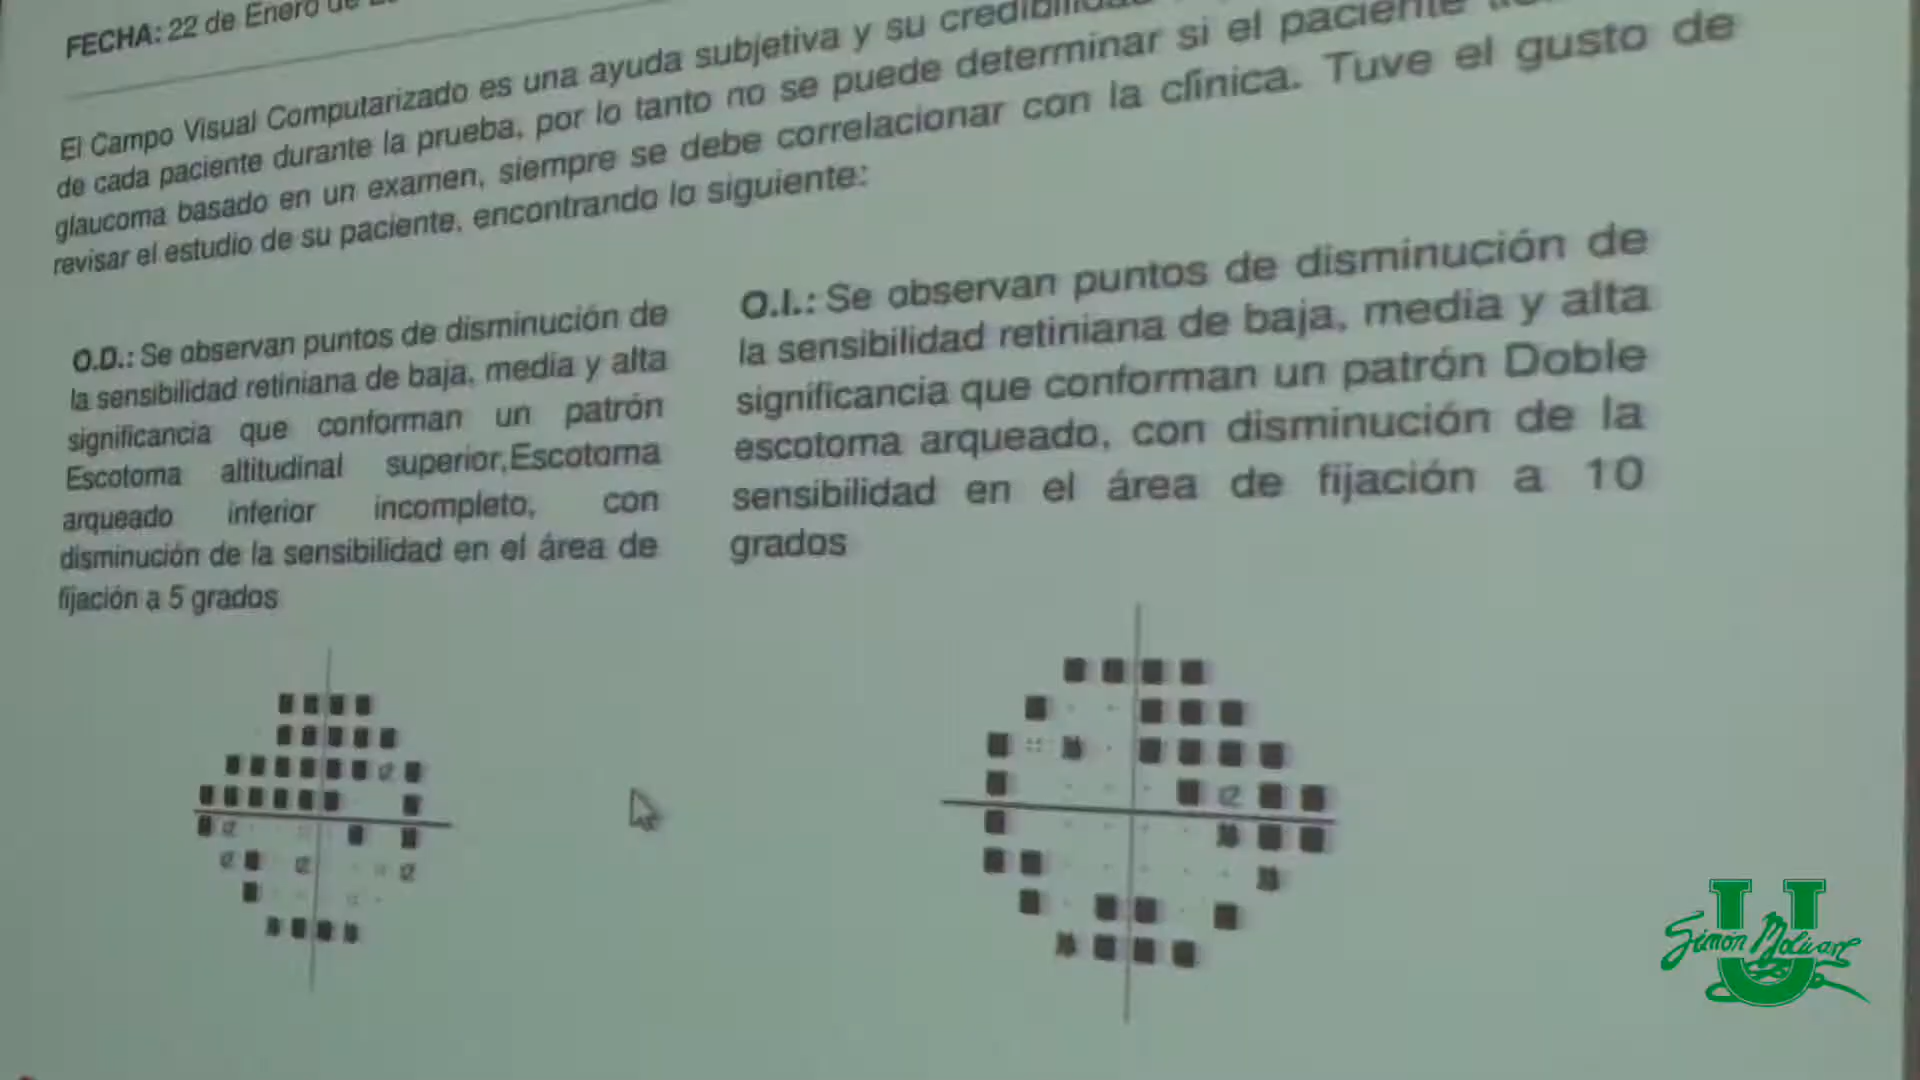 FECHA: 22 de Enero de
El Campo Visual Computarizado es una ayuda subjetiva y su
de cada paciente durante la prueba, por lo tanto no se puede determinar si el paciente
glaucoma basado en un examen, siempre se debe correlacionar con la clínica. Tuve el gusto de
revisar el estudio de su paciente, encontrando lo siguiente:
O.D.: Se observan puntos de disminución de
la sensibilidad retiniana de baja, media y alta
significancia que conforman un patrón
Escotoma altitudinal superior,Escotoma
arqueado inferior incompleto, con
disminución de la sensibilidad en el área de
fijación a 5 grados
O.I.: Se observan puntos de disminución de
la sensibilidad retiniana de baja, media y alta
significancia que conforman un patrón Doble
escotoma arqueado, con disminución de la
sensibilidad en el área de fijación a 10
grados
U